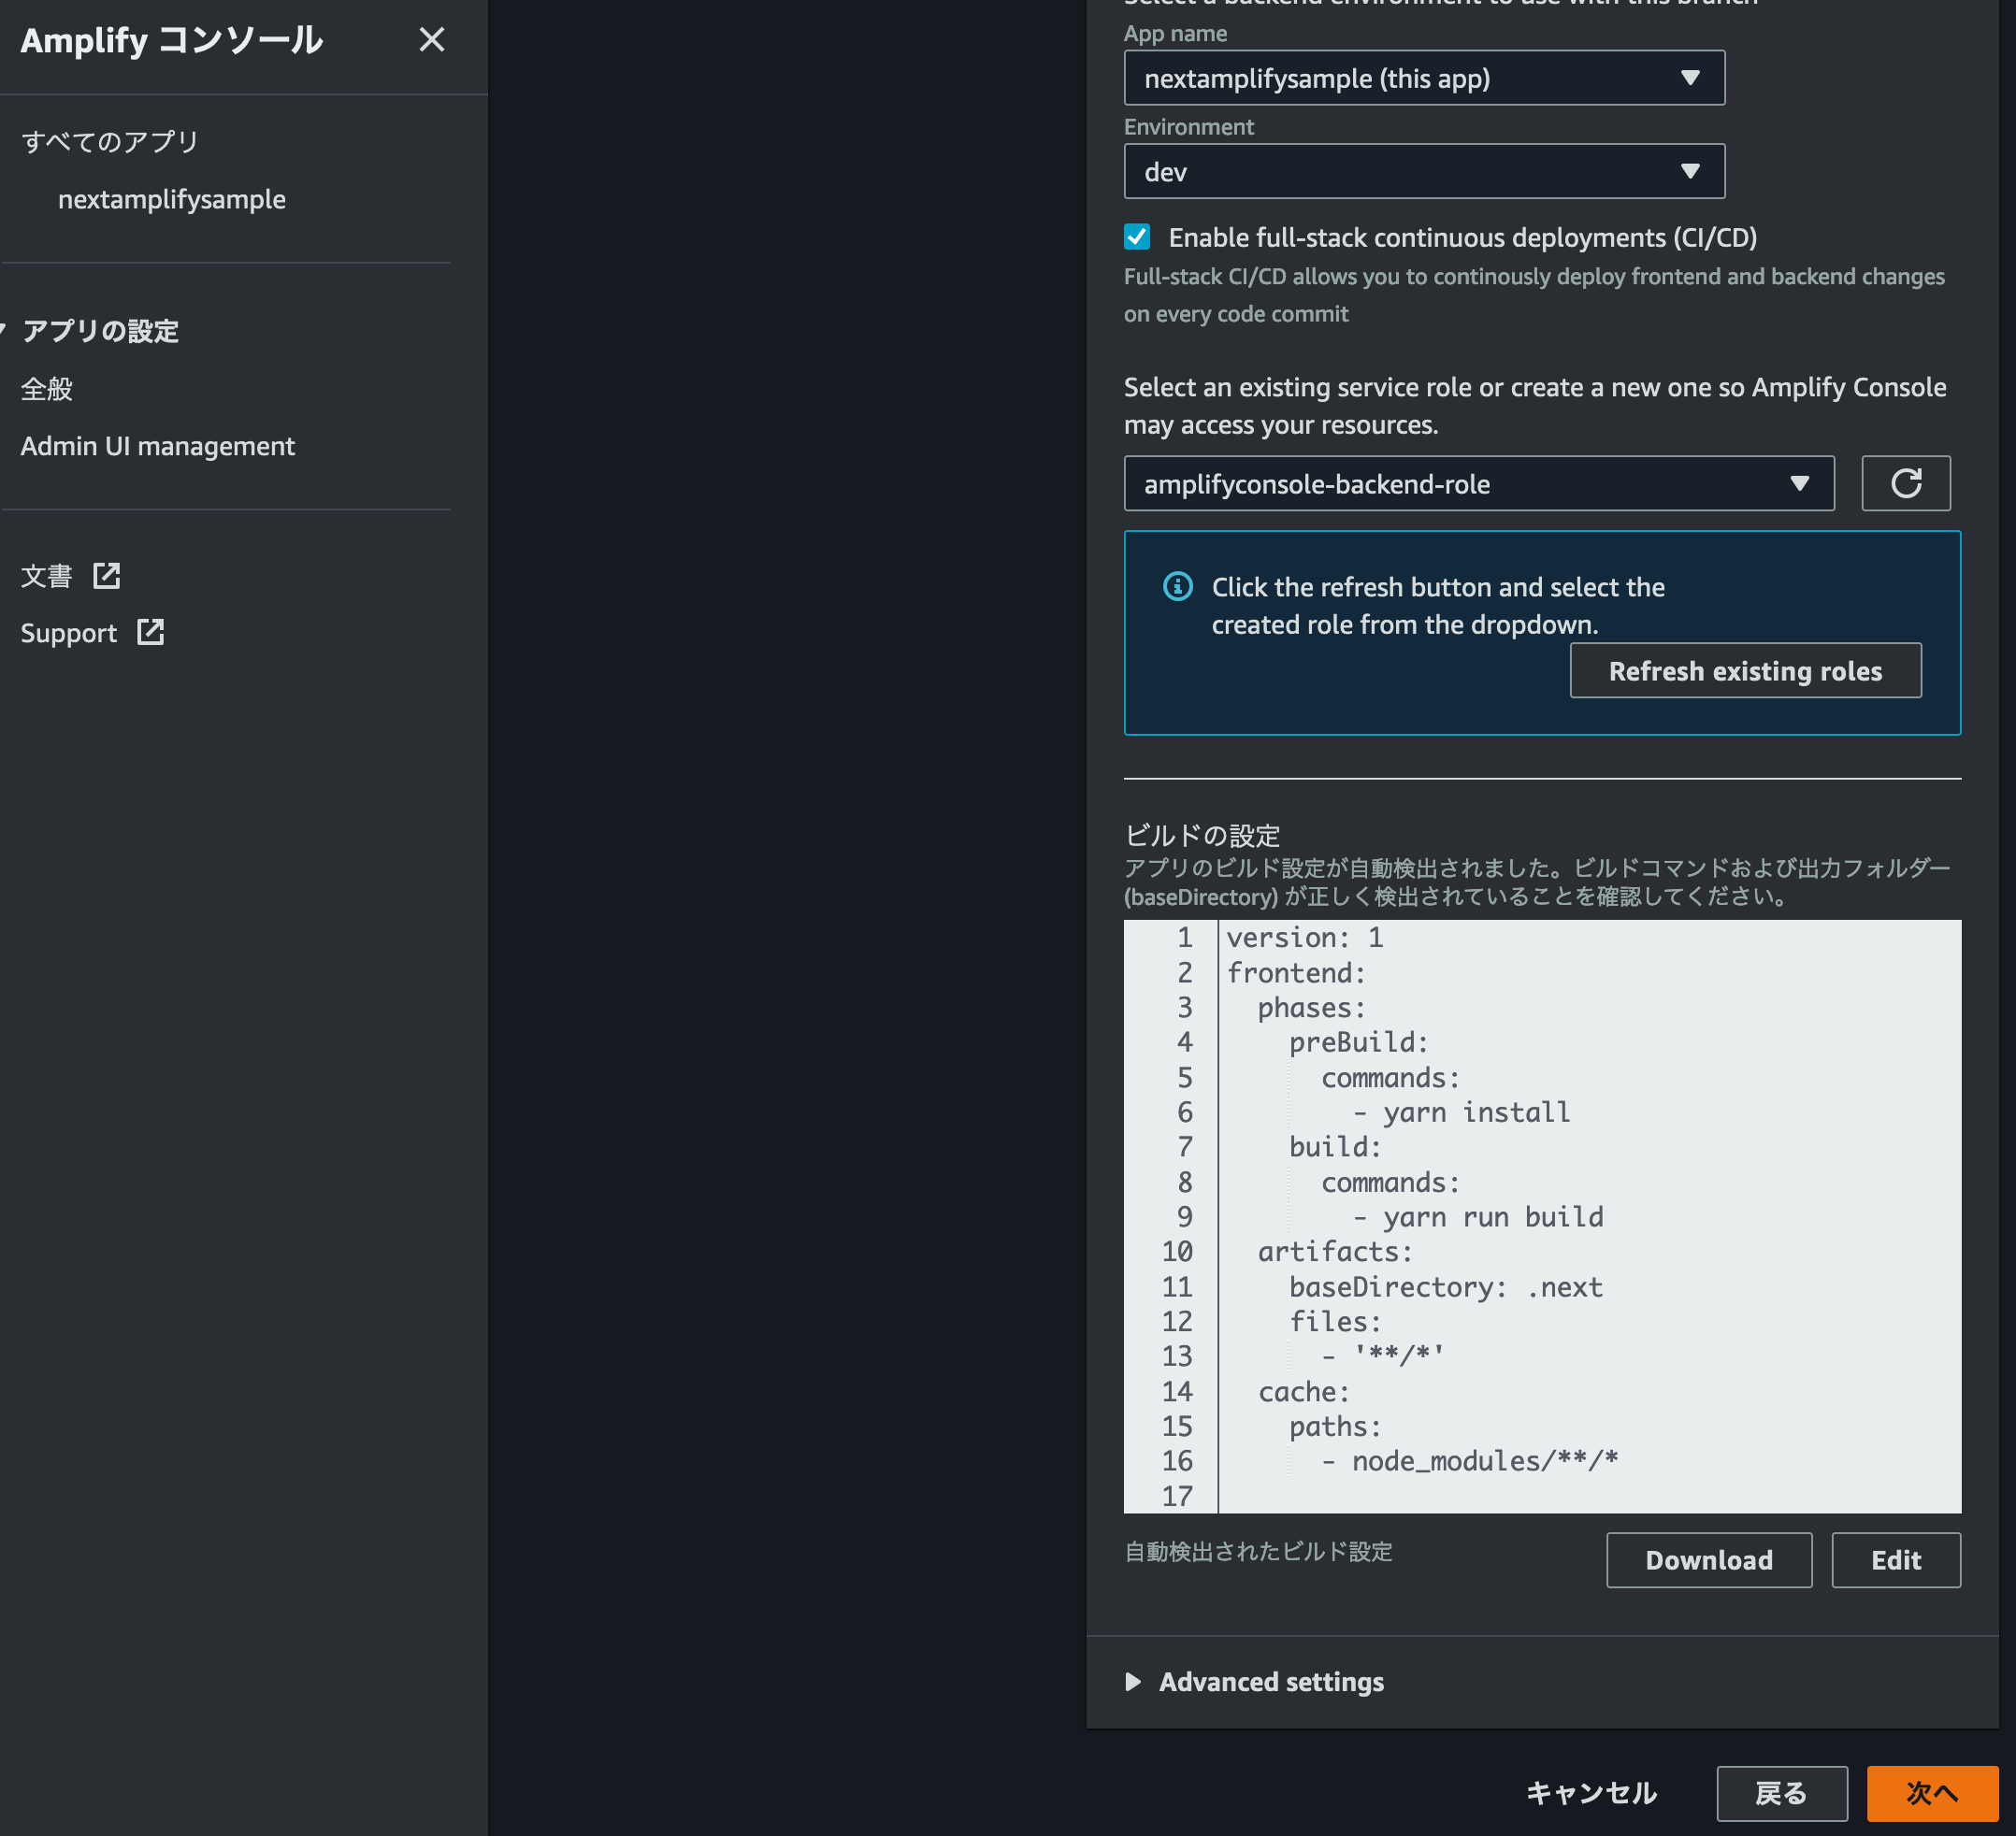 Amplify コンソール
すべてのアプリ
nextamplifysample
アプリの設定
全般
Admin UI management
文書
Support
Select a backend environment to use with this branch
App name
nextamplifysample (this app)
Environment
dev
Enable full-stack continuous deployments (CI/CD)
Full-stack CI/CD allows you to continously deploy frontend and backend changes
on every code commit
Select an existing service role or create a new one so Amplify Console
may access your resources.
amplifyconsole-backend-role
Click the refresh button and select the
created role from the dropdown.
Refresh existing roles
ビルドの設定
アプリのビルド設定が自動検出されました。ビルドコマンドおよび出力フォルダー
(baseDirectory) が正しく検出されていることを確認してください。
1 version: 1
2 frontend:
3   phases:
4     preBuild:
5       commands:
6         - yarn install
7     build:
8       commands:
9         - yarn run build
10   artifacts:
11     baseDirectory: .next
12     files:
13       - '**/*'
14   cache:
15     paths:
16       - node_modules/**/*
17
自動検出されたビルド設定
Download
Edit
Advanced settings
キャンセル
戻る
次へ